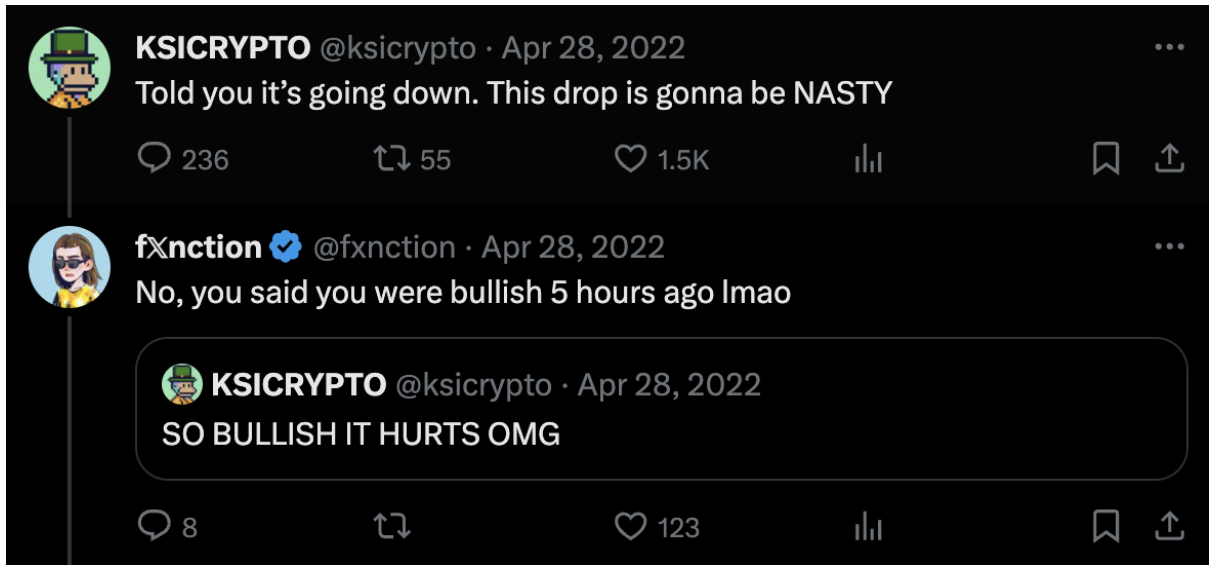 KSICRYPTO @ksicrypto · Apr 28, 2022
Told you it’s going down. This drop is gonna be NASTY
236 55 1.5K
f𝕏nction @fxnction · Apr 28, 2022
No, you said you were bullish 5 hours ago lmao
KSICRYPTO @ksicrypto · Apr 28, 2022
SO BULLISH IT HURTS OMG
8 123